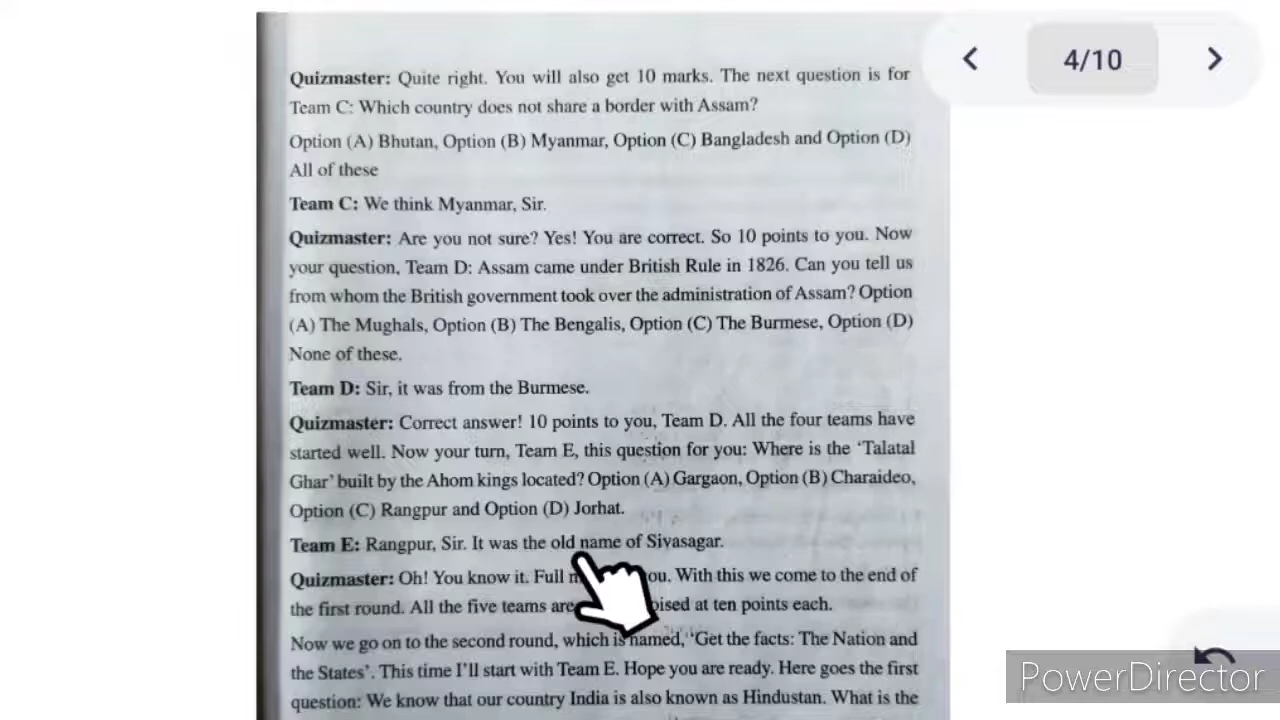 4/10
Quizmaster: Quite right. You will also get 10 marks. The next question is for
Team C: Which country does not share a border with Assam?
Option (A) Bhutan, Option (B) Myanmar, Option (C) Bangladesh and Option (D)
All of these
Team C: We think Myanmar, Sir.
Quizmaster: Are you not sure? Yes! You are correct. So 10 points to you. Now
your question, Team D: Assam came under British Rule in 1826. Can you tell us
from whom the British government took over the administration of Assam? Option
(A) The Mughals, Option (B) The Bengalis, Option (C) The Burmese, Option (D)
None of these.
Team D: Sir, it was from the Burmese.
Quizmaster: Correct answer! 10 points to you, Team D. All the four teams have
started well. Now your turn, Team E, this question for you: Where is the ‘Talatal
Ghar’ built by the Ahom kings located? Option (A) Gargaon, Option (B) Charaideo,
Option (C) Rangpur and Option (D) Jorhat.
Team E: Rangpur, Sir. It was the old name of Sivasagar.
Quizmaster: Oh! You know it. Full you. With this we come to the end of
the first round. All the five teams are at ten points each.
Now we go on to the second round, which is named, ‘Get the facts: The Nation and
the States’. This time I’ll start with Team E. Hope you are ready. Here goes the first
question: We know that our country India is also known as Hindustan. What is the
PowerDirector